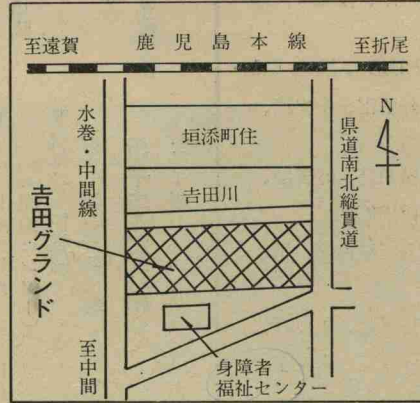 至遠賀 鹿児島本線 至折尾
N
水巻・中間線
垣添町住
県道南北縦貫道
𠮷田川
𠮷田グランド
至中間
身障者
福祉センター